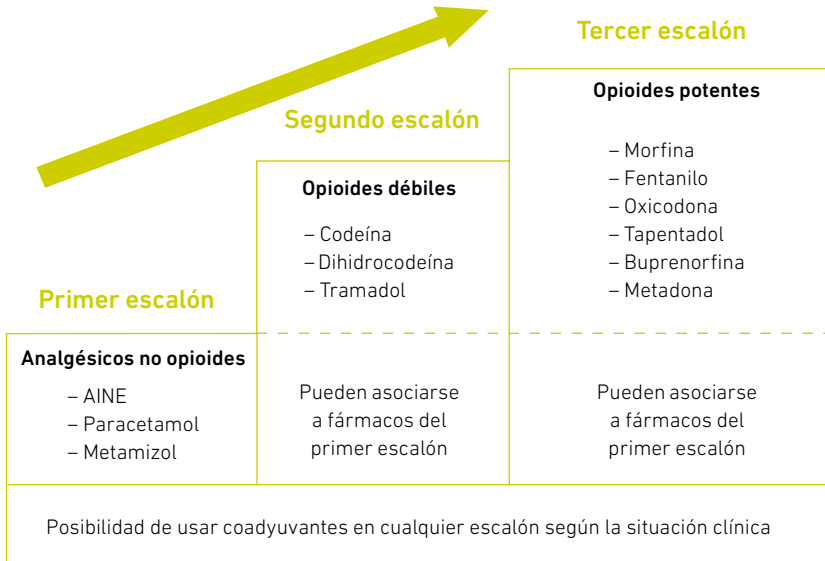 Primer escalón
Analgésicos no opioides
– AINE
– Paracetamol
– Metamizol
Segundo escalón
Opioides débiles
– Codeína
– Dihidrocodeína
– Tramadol
Pueden asociarse
a fármacos del
primer escalón
Tercer escalón
Opioides potentes
– Morfina
– Fentanilo
– Oxicodona
– Tapentadol
– Buprenorfina
– Metadona
Pueden asociarse
a fármacos del
primer escalón
Posibilidad de usar coadyuvantes en cualquier escalón según la situación clínica